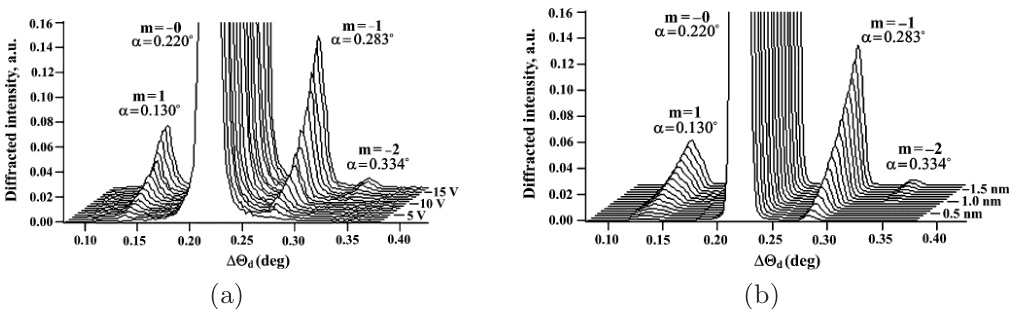 0.16
0.14
0.12
0.10
0.08
0.06
0.04
0.02
0.00
Diffracted intensity, a.u.
m=-0
α=0.220°
m=-1
α=0.283°
m=1
α=0.130°
m=-2
α=0.334°
15 V
10 V
5 V
0.10 0.20 0.30 0.35 0.40
ΔΘd (deg)
(a)
0.16
0.14
0.12
0.10
0.08
0.06
0.04
0.02
0.00
Diffracted intensity, a.u.
m=-0
α=0.220°
m=-1
α=0.283°
m=1
α=0.130°
m=-2
α=0.334°
1.5 nm
1.0 nm
0.5 nm
0.10 0.15 0.20 0.25 0.30 0.35 0.40
ΔΘd (deg)
(b)